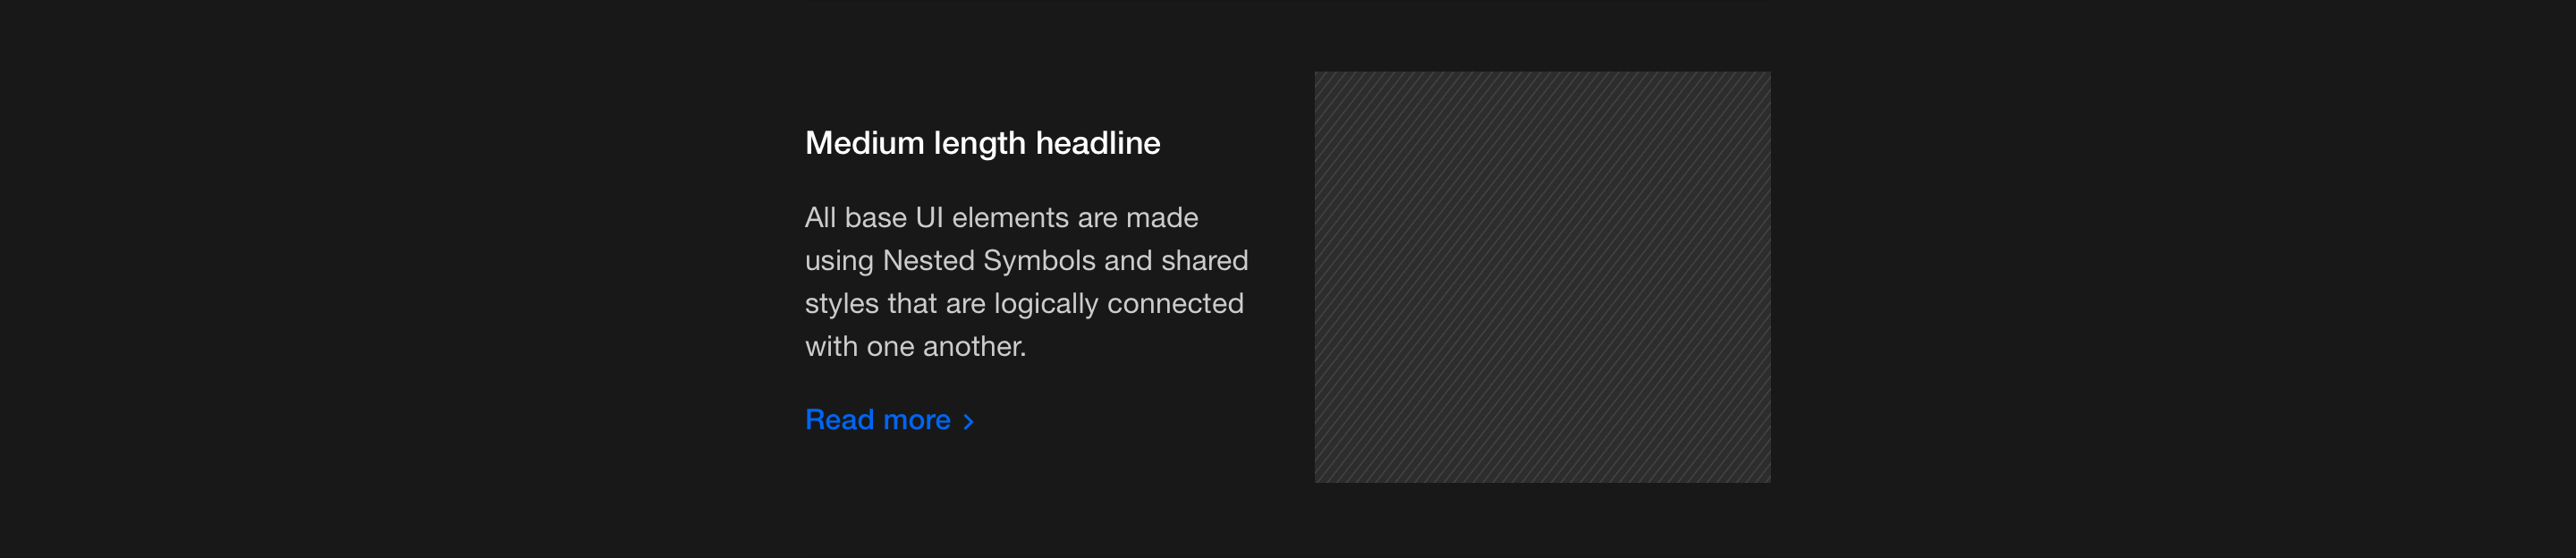 Medium length headline
All base UI elements are made
using Nested Symbols and shared
styles that are logically connected
with one another.
Read more >